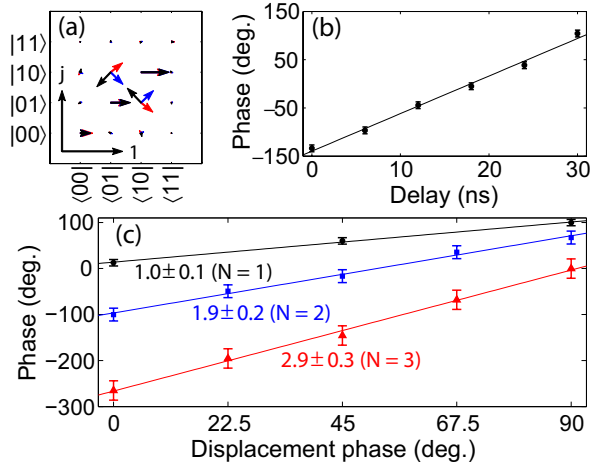 (a)
|11⟩
|10⟩
|01⟩
|00⟩
j
1
⟨00|
⟨01|
⟨10|
⟨11|
(b)
Phase (deg.)
150
50
−50
−150
0 10 20 30
Delay (ns)
(c)
Phase (deg.)
100
0
−100
−200
−300
1.0±0.1 (N = 1)
1.9±0.2 (N = 2)
2.9±0.3 (N = 3)
0 22.5 45 67.5 90
Displacement phase (deg.)